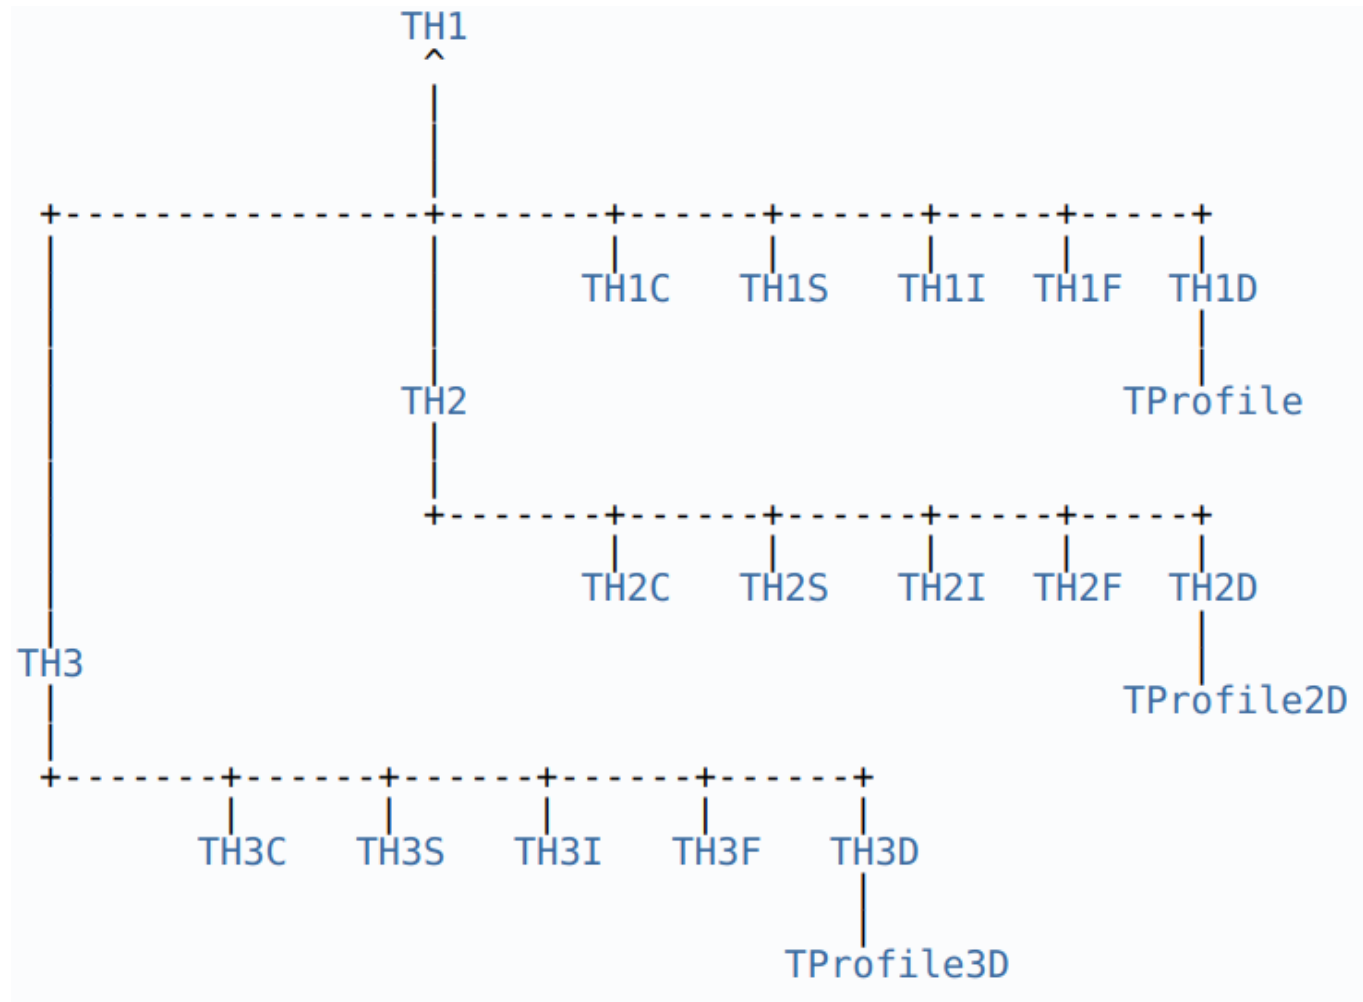 TH1
^
|
|
|
+----------------+-------+------+------+-----+-----+
| | | | | | |
| | TH1C TH1S TH1I TH1F TH1D
| | |
| | |
| TH2 TProfile
| |
| |
| +-------+------+------+-----+-----+
| | | | | |
| TH2C TH2S TH2I TH2F TH2D
| |
TH3 |
| TProfile2D
|
+-------+------+------+------+------+
| | | | |
TH3C TH3S TH3I TH3F TH3D
|
|
TProfile3D